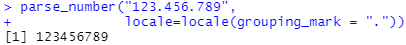 > parse_number("123.456.789",
+ locale=locale(grouping_mark = "."))
[1] 123456789